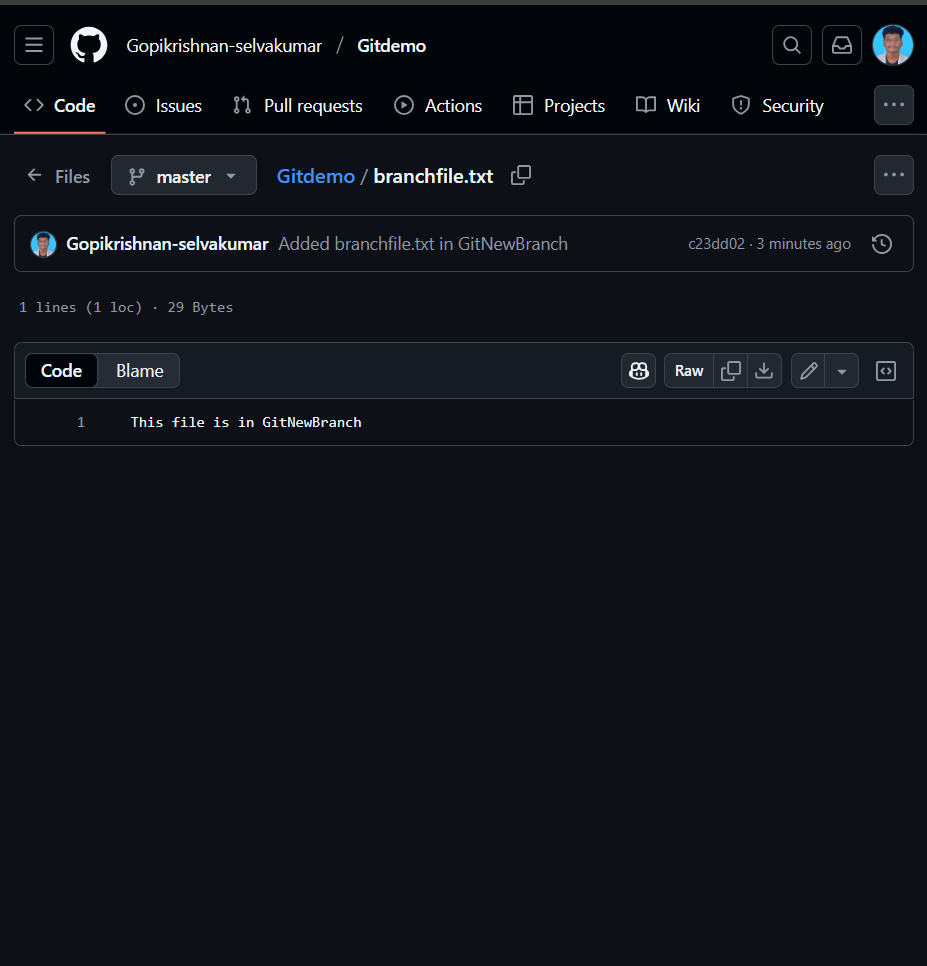 Gopikrishnan-selvakumar / Gitdemo
Code Issues Pull requests Actions Projects Wiki Security
Files master Gitdemo / branchfile.txt
Gopikrishnan-selvakumar Added branchfile.txt in GitNewBranch c23dd02 · 3 minutes ago
1 lines (1 loc) · 29 Bytes
Code Blame Raw
1 This file is in GitNewBranch